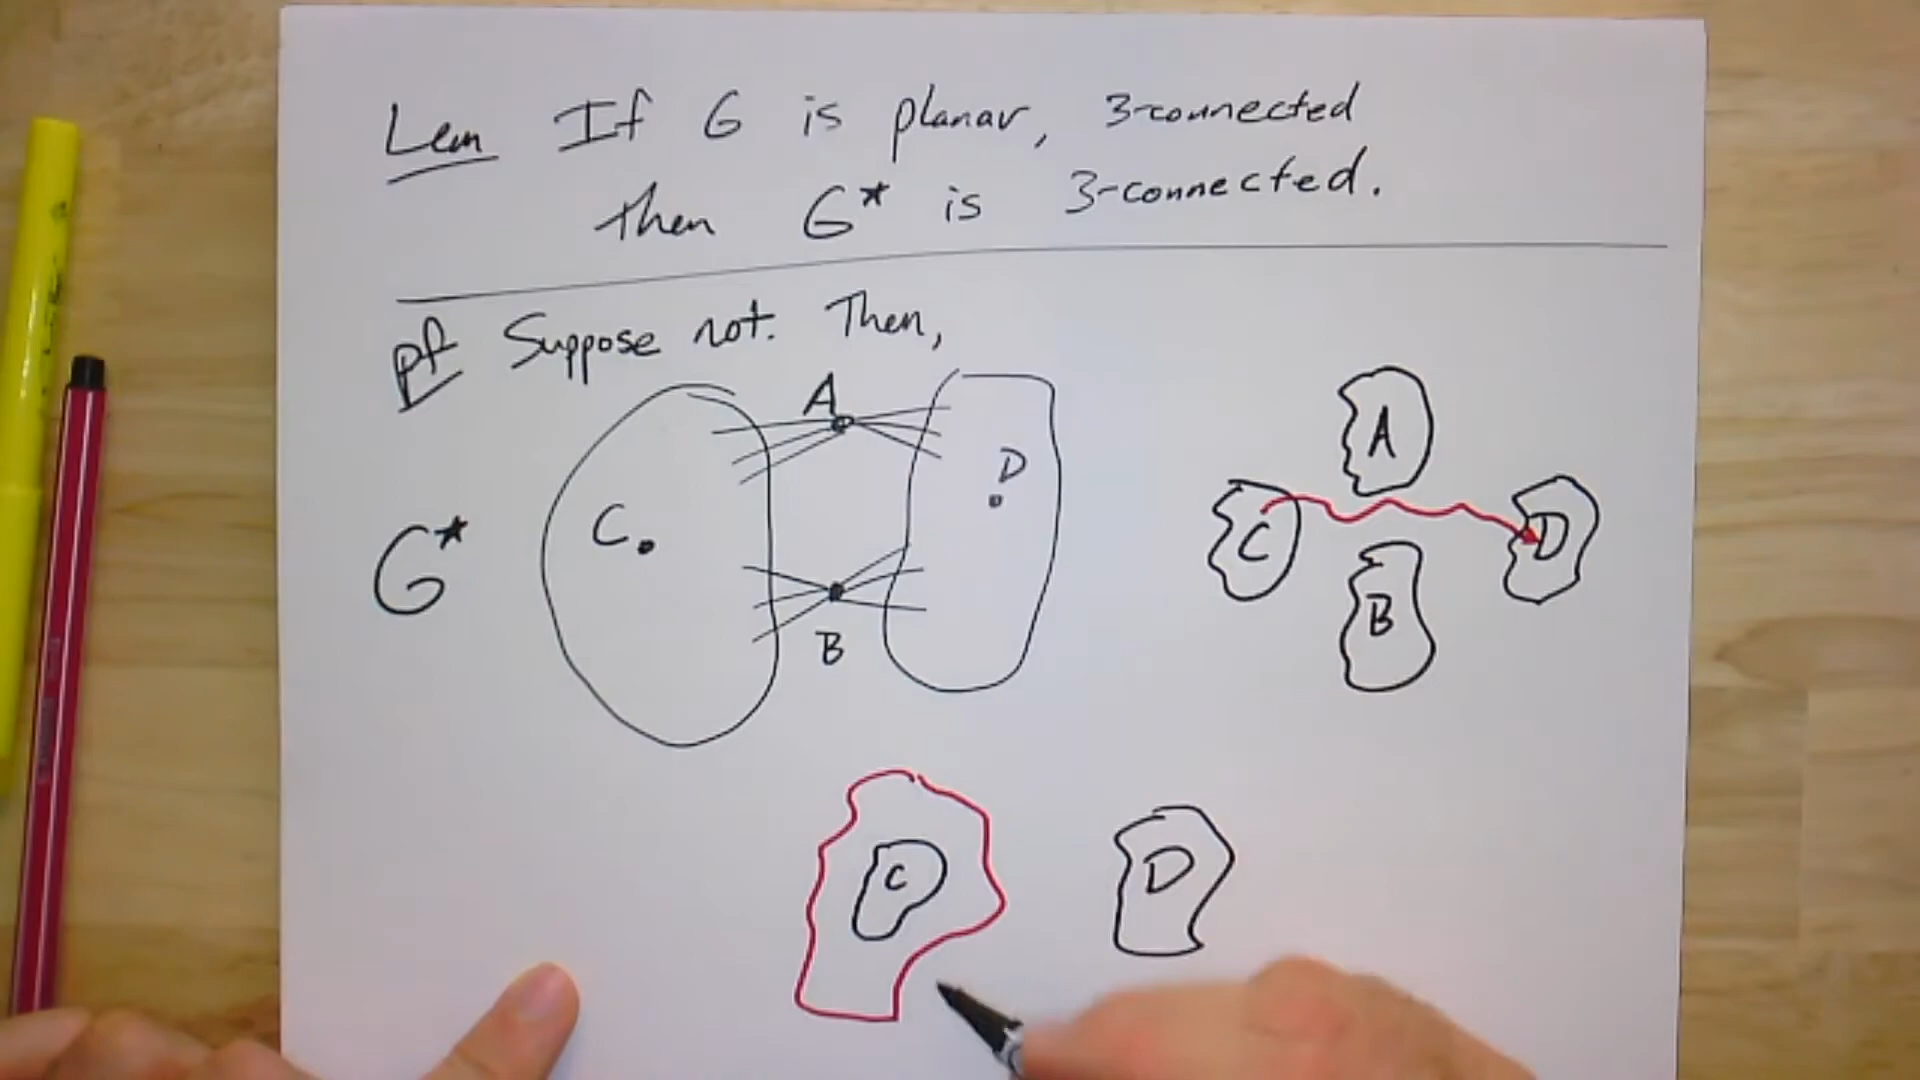 Lem If G is planar, 3-connected
then G* is 3-connected.
pf Suppose not. Then,
A
D
C
G*
B
A
C
D
B
C
D